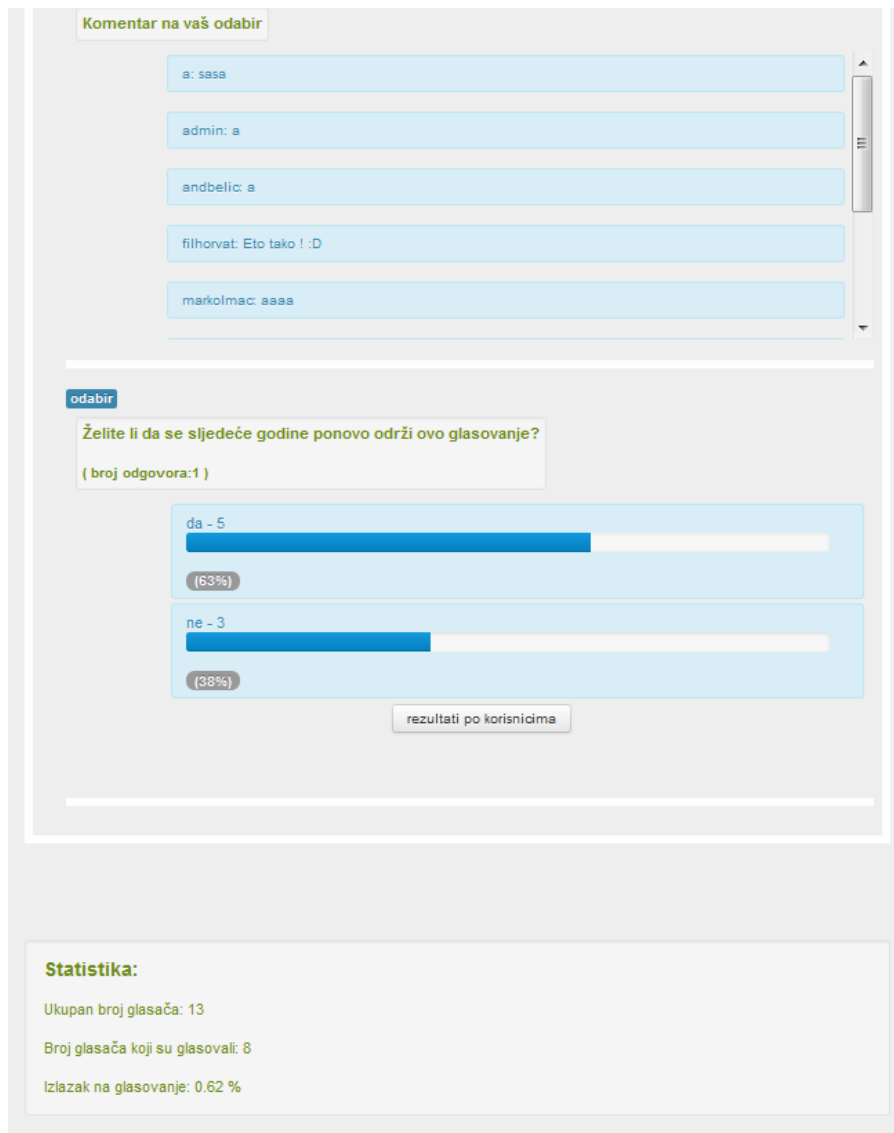 Komentar na vaš odabir
a: sasa
admin: a
andbelic: a
filhorvat: Eto tako ! :D
markolmac: aaaa
odabir
Želite li da se sljedeće godine ponovo održi ovo glasovanje?
( broj odgovora:1 )
da - 5
(63%)
ne - 3
(38%)
rezultati po korisnicima
Statistika:
Ukupan broj glasača: 13
Broj glasača koji su glasovali: 8
Izlazak na glasovanje: 0.62 %